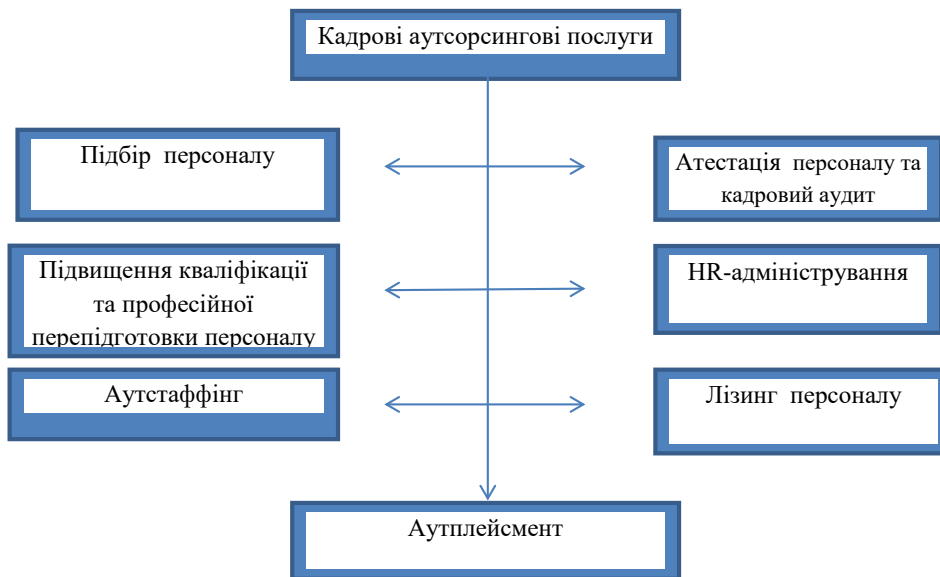 Кадрові аутсорсингові послуги
Підбір персоналу
Атестація персоналу та
кадровий аудит
Підвищення кваліфікації
та професійної
перепідготовки персоналу
HR-адміністрування
Аутстаффінг
Лізинг персоналу
Аутплейсмент